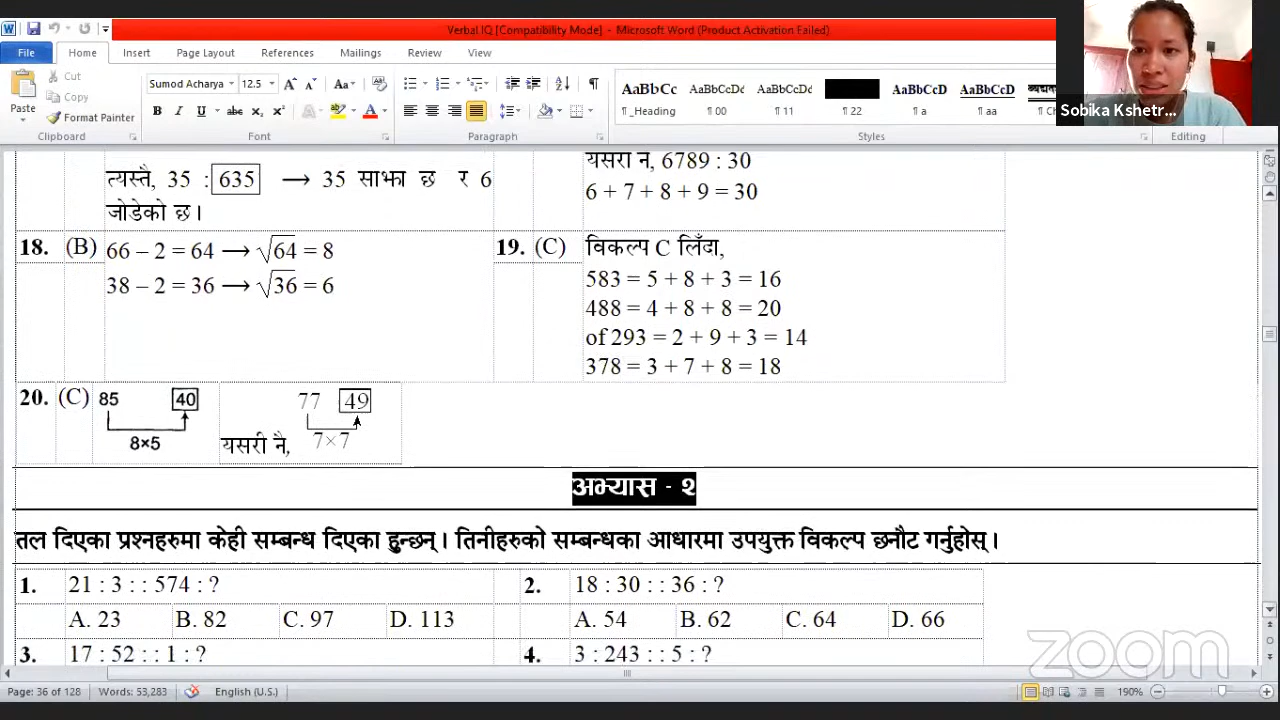 Verbal IQ [Compatibility Mode] - Microsoft Word (Product Activation Failed)
File Home Insert Page Layout References Mailings Review View
Cut
Copy
Paste
Format Painter
Sumod Acharya 12.5
AaBbCc AaBbCcDc AaBbCcDc AaBbCcD AaBbCcD
¶ _Heading ¶ 00 ¶ 11 ¶ 22 ¶ a ¶ aa
Clipboard Font Paragraph Styles Editing
Sobika Kshetr...
त्यस्तै, 35 : 635 → 35 साझा छ र 6
जोडेको छ।
यसरी नै, 6789 : 30
6 + 7 + 8 + 9 = 30
18. (B) 66 – 2 = 64 → √64 = 8
38 – 2 = 36 → √36 = 6
19. (C) विकल्प C लिँदा,
583 = 5 + 8 + 3 = 16
488 = 4 + 8 + 8 = 20
of 293 = 2 + 9 + 3 = 14
378 = 3 + 7 + 8 = 18
20. (C) 85 40
8×5
यसरी नै, 77 49
7×7
अभ्यास - २
तल दिएका प्रश्नहरुमा केही सम्बन्ध दिएका हुन्छन् । तिनीहरुको सम्बन्धका आधारमा उपयुक्त विकल्प छनौट गर्नुहोस् ।
1. 21 : 3 : : 574 : ?
A. 23 B. 82 C. 97 D. 113
2. 18 : 30 : : 36 : ?
A. 54 B. 62 C. 64 D. 66
3. 17 : 52 : : 1 : ?
4. 3 : 243 : : 5 : ?
zoom
Page: 36 of 128 Words: 53,283 English (U.S.) 190%